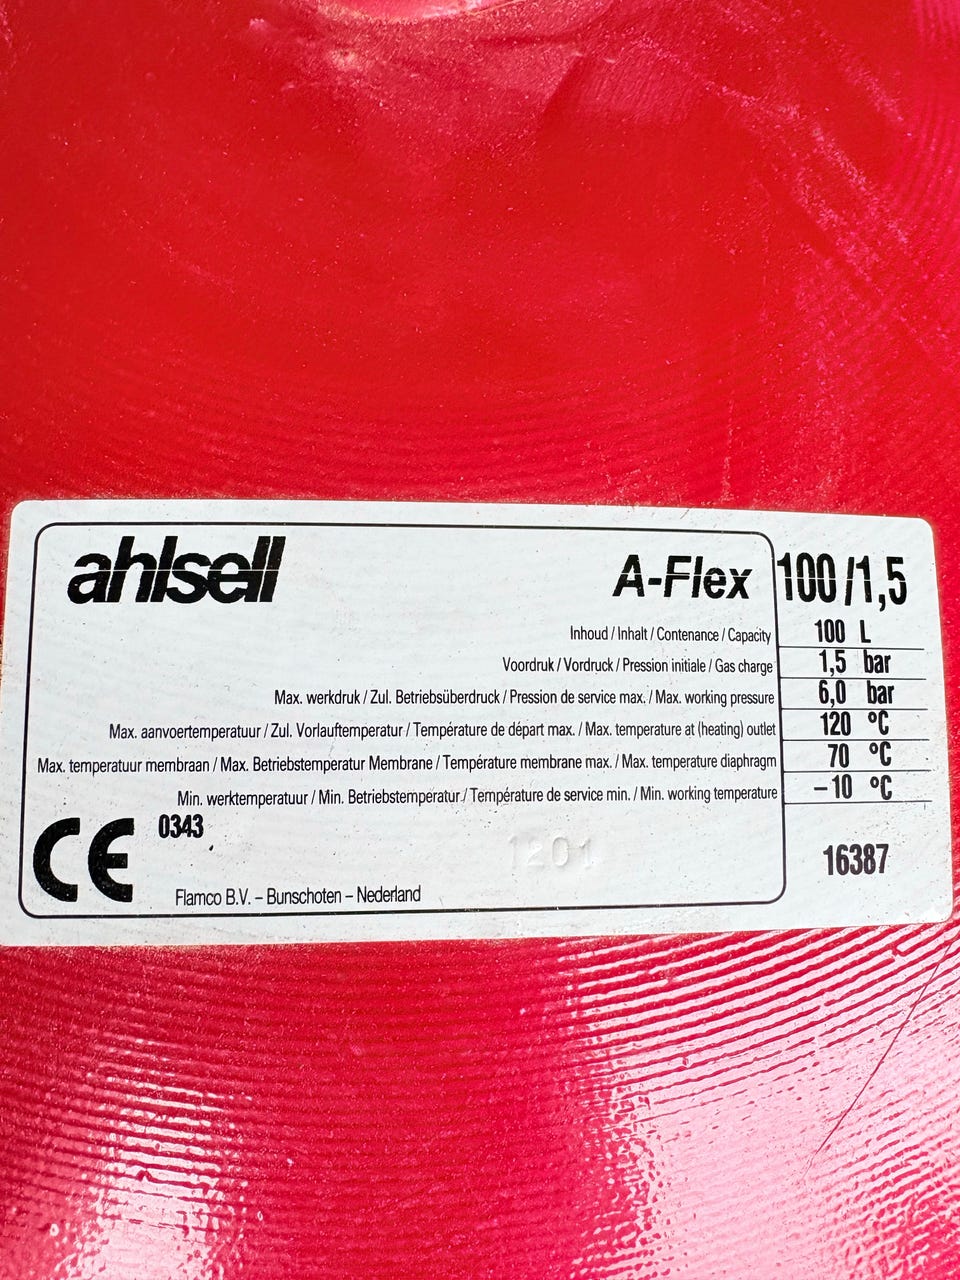 ahlsell A-Flex 100/1,5
Inhoud / Inhalt / Contenance / Capacity 100 L
Voordruk / Vordruck / Pression initiale / Gas charge 1,5 bar
Max. werkdruk / Zul. Betriebsüberdruck / Pression de service max. / Max. working pressure 6,0 bar
Max. aanvoertemperatuur / Zul. Vorlauftemperatur / Température de départ max. / Max. temperature at (heating) outlet 120 °C
Max. temperatuur membraan / Max. Betriebstemperatur Membrane / Température membrane max. / Max. temperature diaphragm 70 °C
Min. werktemperatuur / Min. Betriebstemperatur / Température de service min. / Min. working temperature –10 °C
CE 0343
1201
16387
Flamco B.V. – Bunschoten – Nederland